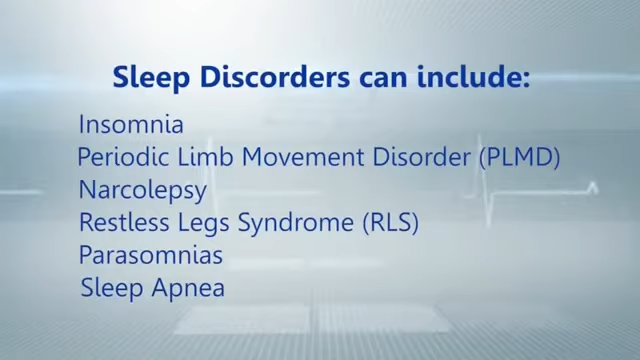 Sleep Discorders can include:
Insomnia
Periodic Limb Movement Disorder (PLMD)
Narcolepsy
Restless Legs Syndrome (RLS)
Parasomnias
Sleep Apnea